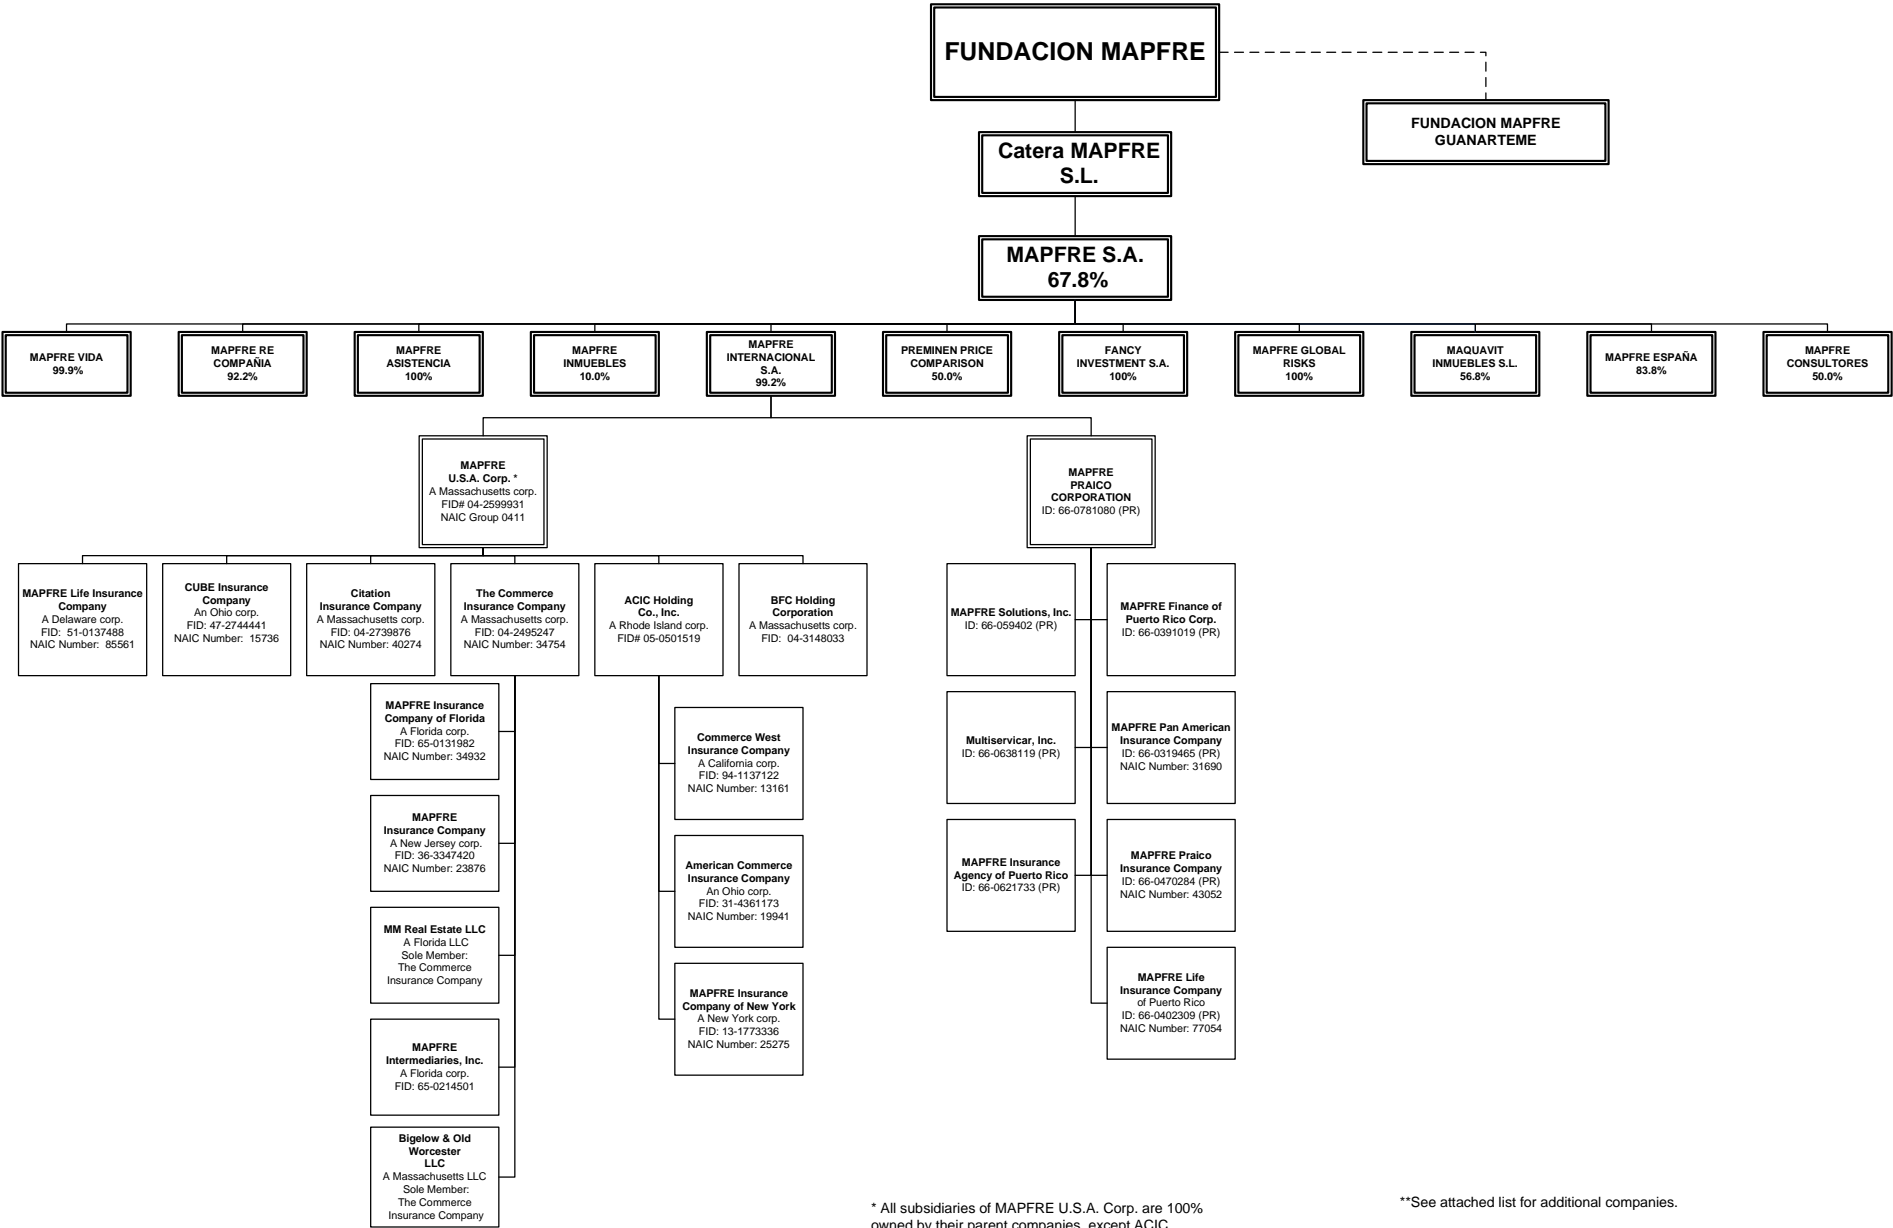 FUNDACION MAPFRE
FUNDACION MAPFRE
GUANARTEME
Catera MAPFRE
S.L.
MAPFRE S.A.
67.8%
MAPFRE VIDA
99.9%
MAPFRE RE
COMPAÑIA
92.2%
MAPFRE
ASISTENCIA
100%
MAPFRE
INMUEBLES
10.0%
MAPFRE
INTERNACIONAL
S.A.
99.2%
PREMINEN PRICE
COMPARISON
50.0%
FANCY
INVESTMENT S.A.
100%
MAPFRE GLOBAL
RISKS
100%
MAQUAVIT
INMUEBLES S.L.
56.8%
MAPFRE ESPAÑA
83.8%
MAPFRE
CONSULTORES
50.0%
MAPFRE
U.S.A. Corp. *
A Massachusetts corp.
FID# 04-2599931
NAIC Group 0411
MAPFRE
PRAICO
CORPORATION
ID: 66-0781080 (PR)
MAPFRE Life Insurance
Company
A Delaware corp.
FID: 51-0137488
NAIC Number: 85561
CUBE Insurance
Company
An Ohio corp.
FID: 47-2744441
NAIC Number: 15736
Citation
Insurance Company
A Massachusetts corp.
FID: 04-2739876
NAIC Number: 40274
The Commerce
Insurance Company
A Massachusetts corp.
FID: 04-2495247
NAIC Number: 34754
ACIC Holding
Co., Inc.
A Rhode Island corp.
FID# 05-0501519
BFC Holding
Corporation
A Massachusetts corp.
FID: 04-3148033
MAPFRE Insurance
Company of Florida
A Florida corp.
FID: 65-0131982
NAIC Number: 34932
MAPFRE
Insurance Company
A New Jersey corp.
FID: 36-3347420
NAIC Number: 23876
MM Real Estate LLC
A Florida LLC
Sole Member:
The Commerce
Insurance Company
MAPFRE
Intermediaries, Inc.
A Florida corp.
FID: 65-0214501
Bigelow & Old
Worcester
LLC
A Massachusetts LLC
Sole Member:
The Commerce
Insurance Company
Commerce West
Insurance Company
A California corp.
FID: 94-1137122
NAIC Number: 13161
American Commerce
Insurance Company
An Ohio corp.
FID: 31-4361173
NAIC Number: 19941
MAPFRE Insurance
Company of New York
A New York corp.
FID: 13-1773336
NAIC Number: 25275
MAPFRE Solutions, Inc.
ID: 66-059402 (PR)
MAPFRE Finance of
Puerto Rico Corp.
ID: 66-0391019 (PR)
Multiservicar, Inc.
ID: 66-0638119 (PR)
MAPFRE Pan American
Insurance Company
ID: 66-0319465 (PR)
NAIC Number: 31690
MAPFRE Insurance
Agency of Puerto Rico
ID: 66-0621733 (PR)
MAPFRE Praico
Insurance Company
ID: 66-0470284 (PR)
NAIC Number: 43052
MAPFRE Life
Insurance Company
of Puerto Rico
ID: 66-0402309 (PR)
NAIC Number: 77054
* All subsidiaries of MAPFRE U.S.A. Corp. are 100%
owned by their parent companies, except ACIC
**See attached list for additional companies.